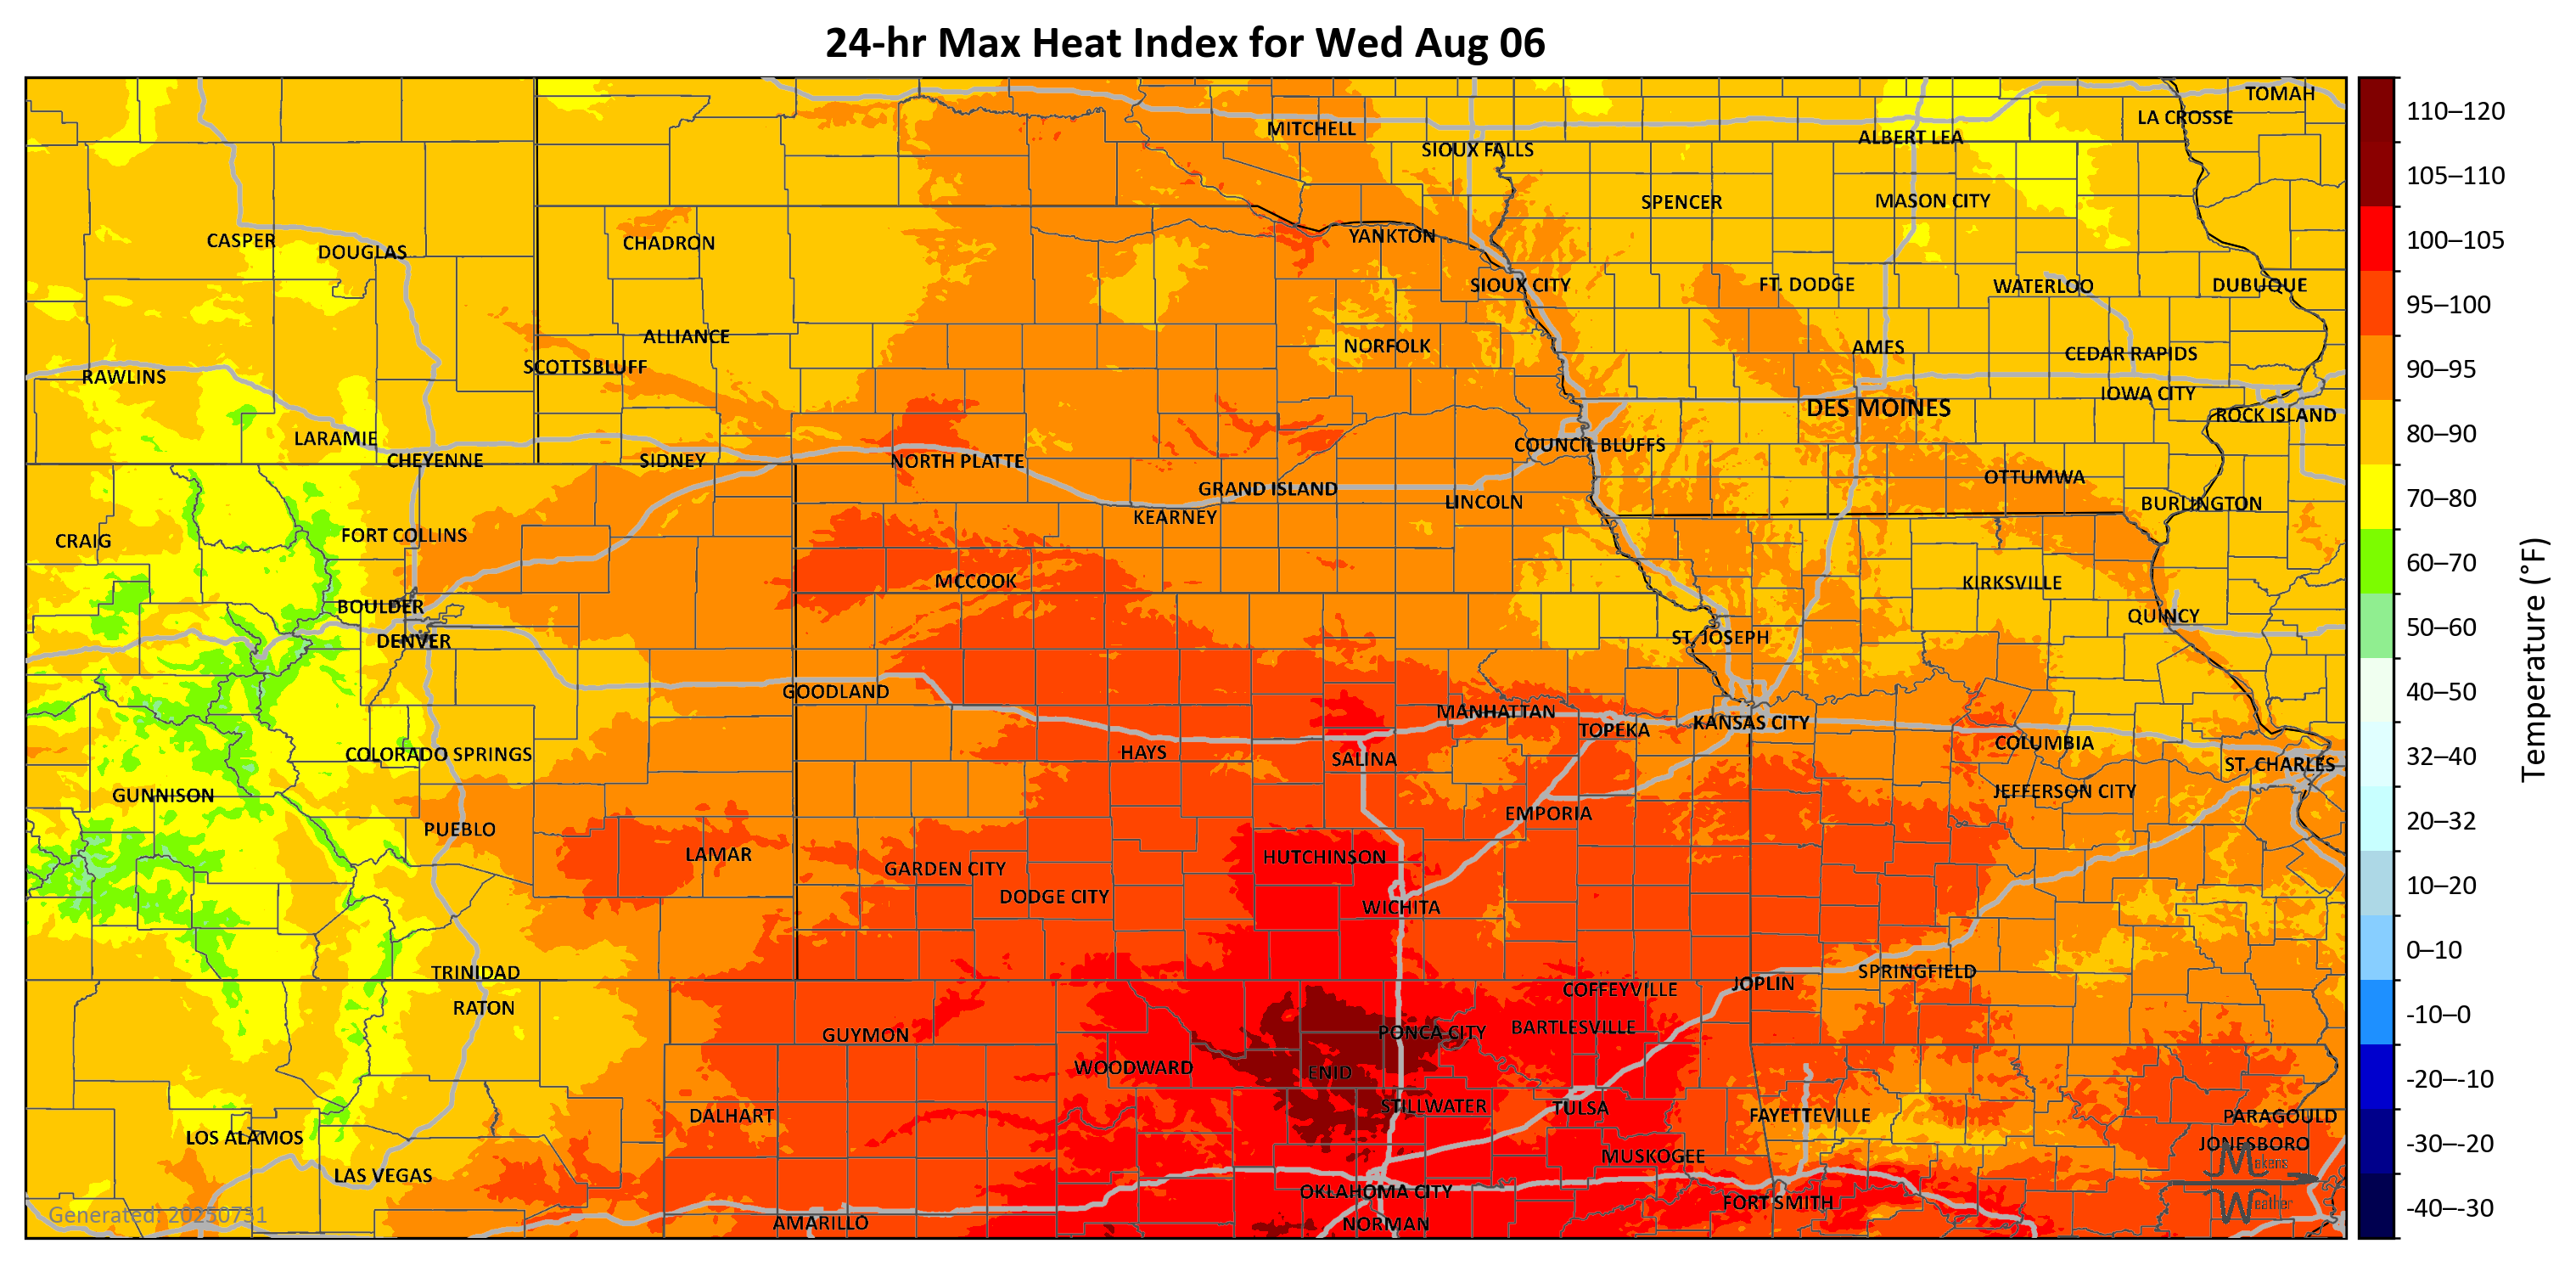 24-hr Max Heat Index for Wed Aug 06
TOMAH
LA CROSSE
MITCHELL
ALBERT LEA
SIOUX FALLS
SPENCER
MASON CITY
YANKTON
CASPER
CHADRON
DOUGLAS
SIOUX CITY
FT. DODGE
WATERLOO
DUBUQUE
ALLIANCE
NORFOLK
AMES
CEDAR RAPIDS
SCOTTSBLUFF
RAWLINS
IOWA CITY
DES MOINES
ROCK ISLAND
LARAMIE
COUNCIL BLUFFS
CHEYENNE
SIDNEY
NORTH PLATTE
OTTUMWA
GRAND ISLAND
LINCOLN
BURLINGTON
KEARNEY
FORT COLLINS
CRAIG
MCCOOK
KIRKSVILLE
BOULDER
QUINCY
DENVER
ST. JOSEPH
GOODLAND
MANHATTAN
KANSAS CITY
TOPEKA
COLUMBIA
HAYS
COLORADO SPRINGS
SALINA
ST. CHARLES
GUNNISON
JEFFERSON CITY
EMPORIA
PUEBLO
LAMAR
HUTCHINSON
GARDEN CITY
DODGE CITY
WICHITA
TRINIDAD
SPRINGFIELD
JOPLIN
COFFEYVILLE
RATON
BARTLESVILLE
PONCA CITY
GUYMON
WOODWARD
ENID
STILLWATER
TULSA
DALHART
FAYETTEVILLE
PARAGOULD
LOS ALAMOS
JONESBORO
MUSKOGEE
Makens
LAS VEGAS
OKLAHOMA CITY
FORT SMITH
Weather
Generated: 20250731
AMARILLO
NORMAN
110–120
105–110
100–105
95–100
90–95
80–90
70–80
60–70
50–60
40–50
32–40
20–32
10–20
0–10
-10–0
-20–-10
-30–-20
-40–-30
Temperature (°F)